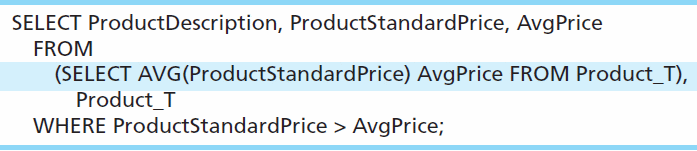 SELECT ProductDescription, ProductStandardPrice, AvgPrice
FROM
(SELECT AVG(ProductStandardPrice) AvgPrice FROM Product_T),
Product_T
WHERE ProductStandardPrice > AvgPrice;